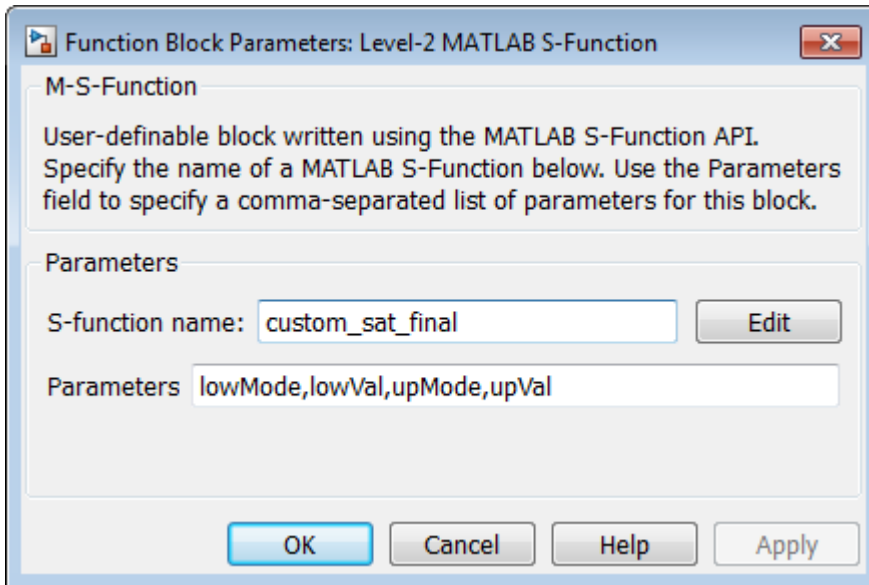 Function Block Parameters: Level-2 MATLAB S-Function
M-S-Function
User-definable block written using the MATLAB S-Function API.
Specify the name of a MATLAB S-Function below. Use the Parameters
field to specify a comma-separated list of parameters for this block.
Parameters
S-function name: custom_sat_final Edit
Parameters lowMode,lowVal,upMode,upVal
OK Cancel Help Apply